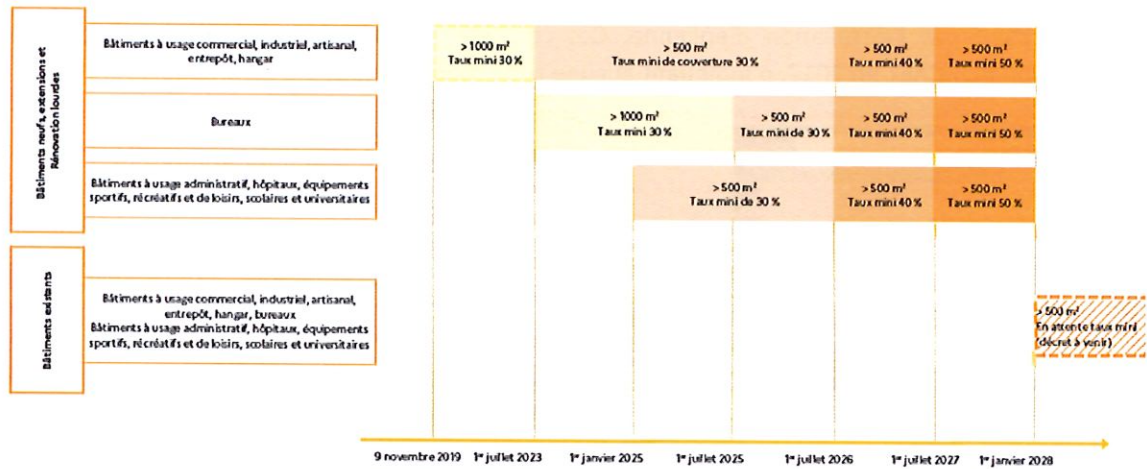 Bâtiments neufs, extensions et
Rénovation lourdes
Bâtiments à usage commercial, industriel, artisanal,
entrepôt, hangar
> 1000 m²
Taux mini 30 %
> 500 m²
Taux mini de couverture 30 %
> 500 m²
Taux mini 40 %
> 500 m²
Taux mini 50 %
Bureaux
> 1000 m²
Taux mini 30 %
> 500 m²
Taux mini de 30 %
> 500 m²
Taux mini 40 %
> 500 m²
Taux mini 50 %
Bâtiments à usage administratif, hôpitaux, équipements
sportifs, récréatifs et de loisirs, scolaires et universitaires
> 500 m²
Taux mini de 30 %
> 500 m²
Taux mini 40 %
> 500 m²
Taux mini 50 %
Bâtiments existants
Bâtiments à usage commercial, industriel, artisanal,
entrepôt, hangar, bureaux
Bâtiments à usage administratif, hôpitaux, équipements
sportifs, récréatifs et de loisirs, scolaires et universitaires
> 500 m²
En attente taux mini
(décret à venir)
9 novembre 2019
1er juillet 2023
1er janvier 2025
1er juillet 2025
1er juillet 2026
1er juillet 2027
1er janvier 2028